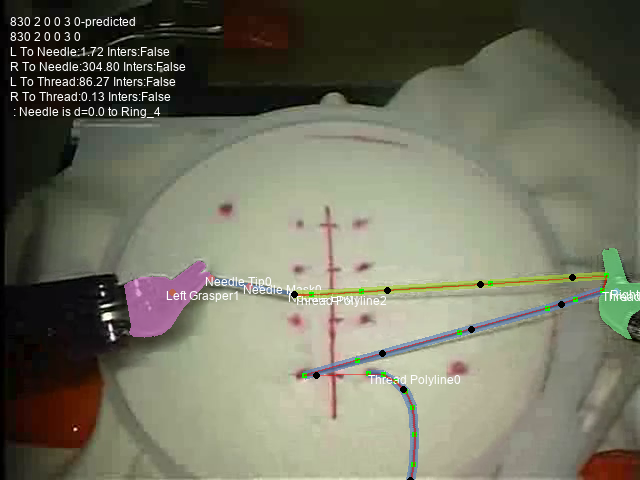 830 2 0 0 3 0-predicted
830 2 0 0 3 0
L To Needle:1.72 Inters:False
R To Needle:304.80 Inters:False
L To Thread:86.27 Inters:False
R To Thread:0.13 Inters:False
: Needle is d=0.0 to Ring_4
Needle Tip0
Left Grasper1
Needle Mask0
Thread Polyline2
Right
Thread
Thread Polyline0